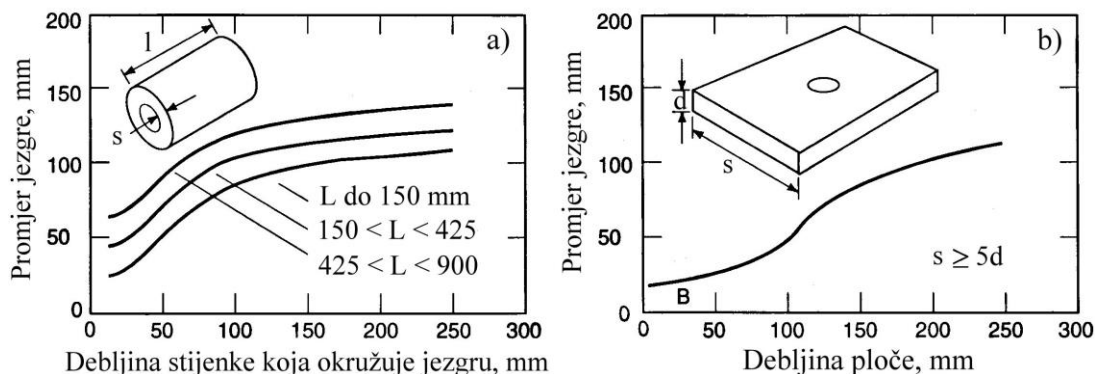 a)
Promjer jezgre, mm
200
150
100
50
0
l
s
L do 150 mm
150 < L < 425
425 < L < 900
0 50 100 150 200 250 300
Debljina stijenke koja okružuje jezgru, mm
b)
Promjer jezgre, mm
200
150
100
50
0
d
s
s ≥ 5d
B
0 50 100 150 200 250 300
Debljina ploče, mm